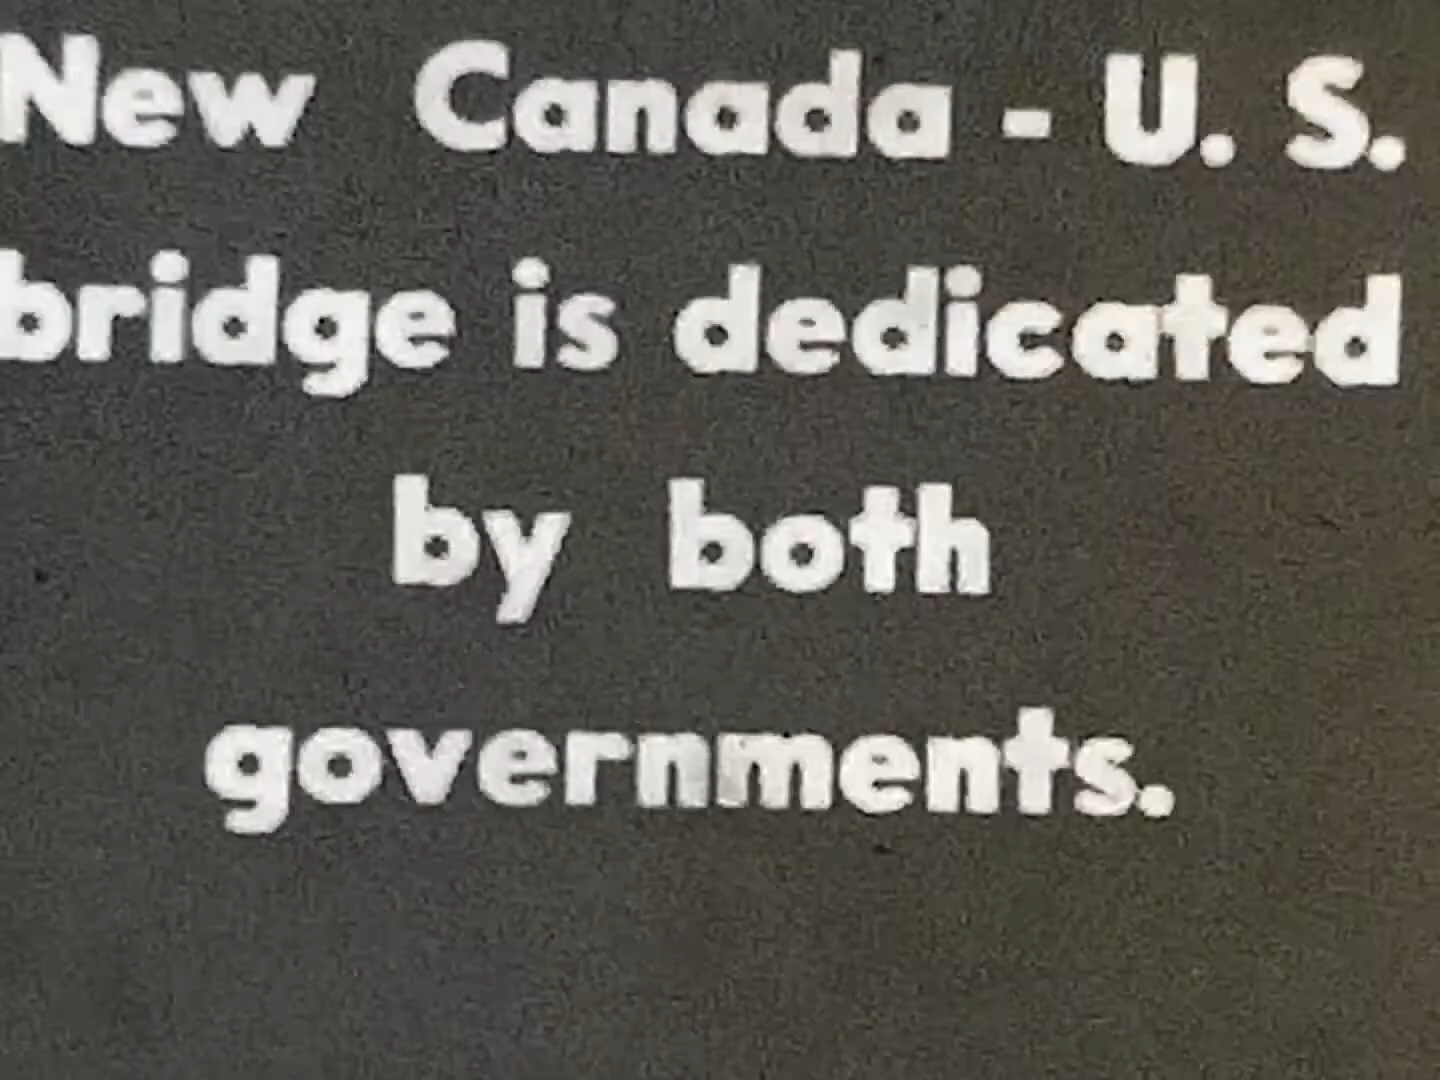 New Canada - U. S.
bridge is dedicated
by both
governments.